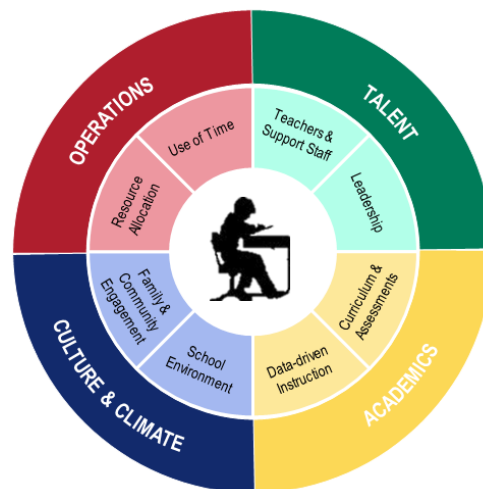 OPERATIONS
TALENT
Use of Time
Teachers &
Support Staff
Resource
Allocation
Leadership
Family &
Community
Engagement
Curriculum &
Assessments
School
Environment
Data-driven
Instruction
CULTURE & CLIMATE
ACADEMICS